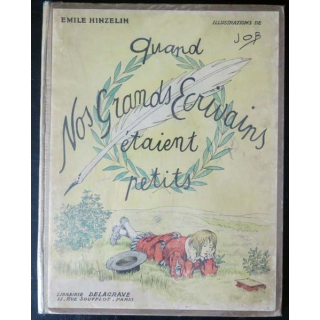 EMILE HINZELIN
ILLUSTRATIONS DE
JOB
Quand
Nos Grands Ecrivains
étaient
petits
LIBRAIRIE DELAGRAVE
15, RUE SOUFFLOT, PARIS